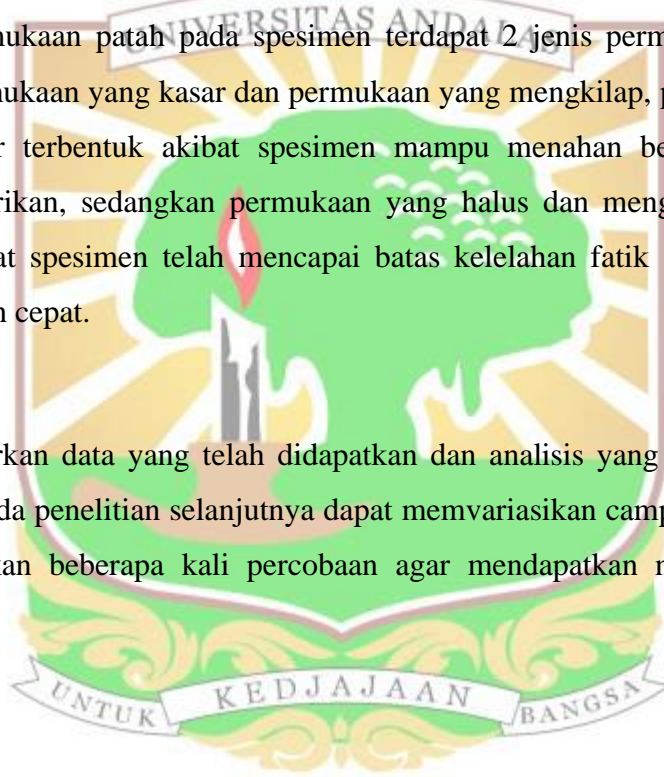 UNIVERSITAS ANDALAS
mukaan patah pada spesimen terdapat 2 jenis perm
mukaan yang kasar dan permukaan yang mengkilap, p
r terbentuk akibat spesimen mampu menahan be
rikan, sedangkan permukaan yang halus dan meng
at spesimen telah mencapai batas kelelahan fatik
n cepat.
rkan data yang telah didapatkan dan analisis yang
da penelitian selanjutnya dapat memvariasikan camp
kan beberapa kali percobaan agar mendapatkan
UNTUK KEDJAJAAN BANGSA